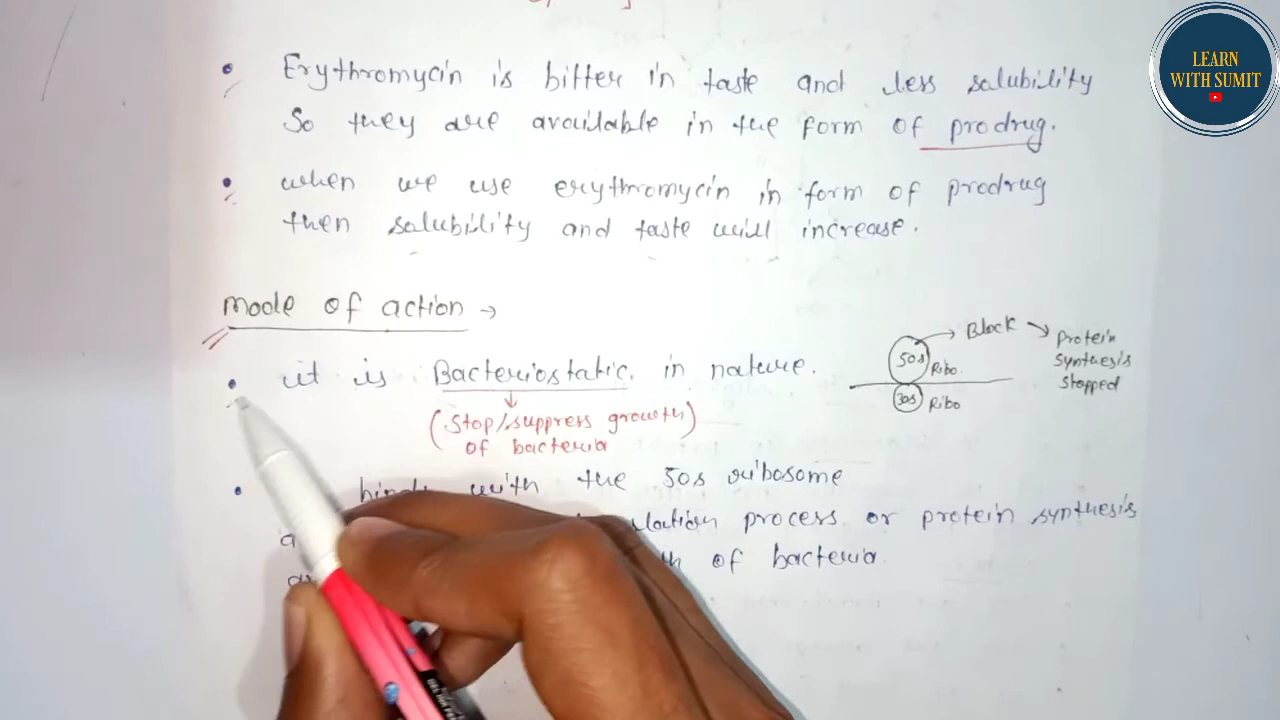 LEARN
WITH SUMIT
• Erythromycin is bitter in taste and less solubility
So they are available in the form of prodrug.
• when we use erythromycin in form of prodrug
then solubility and taste will increase.
Mode of action →
• it is Bacteriostatic in nature.
(Stop/suppress growth)
of bacteria
50s Ribo.
30s Ribo
Block
Protein
Synthesis
Stopped
• with the 50s ribosome
process or protein synthesis
of bacteria